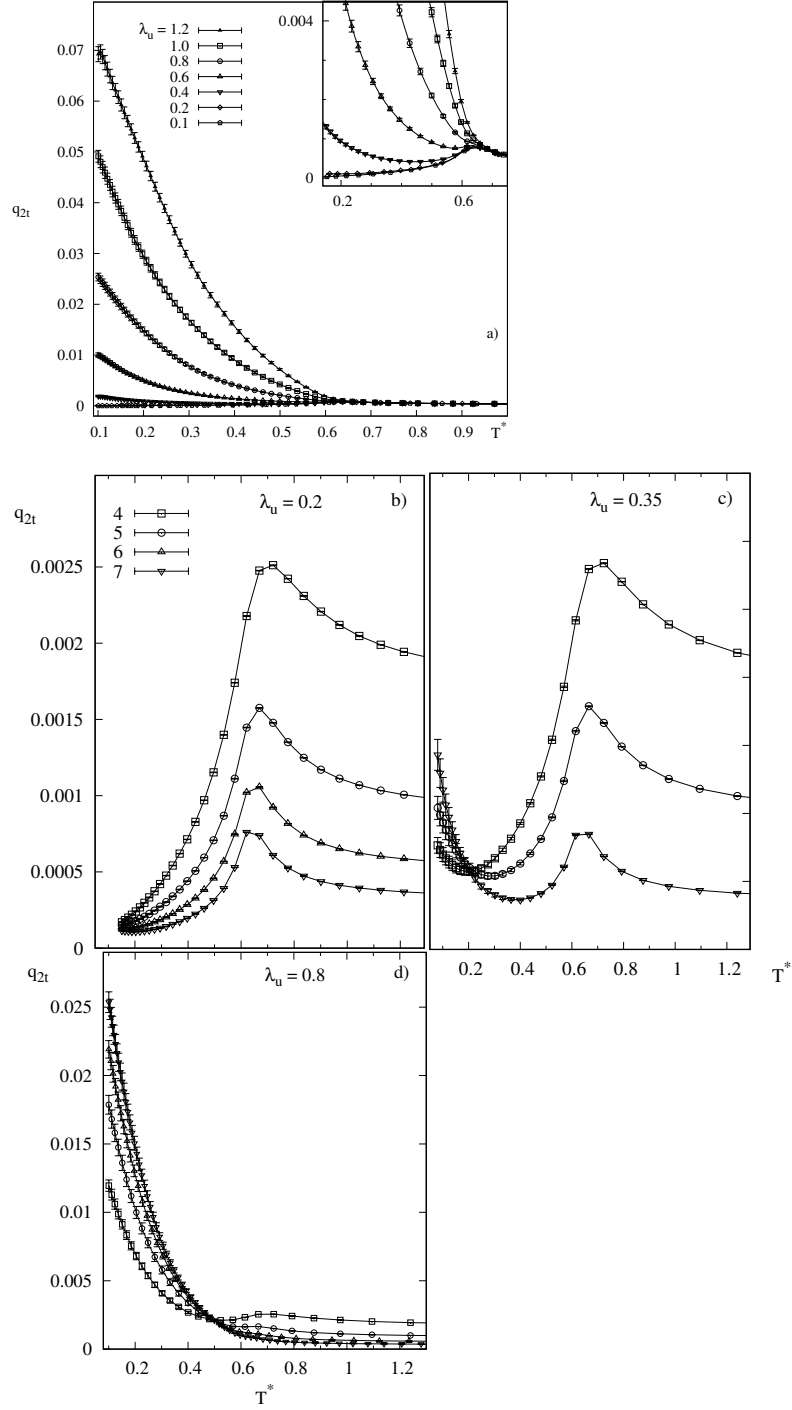 λu = 1.2
1.0
0.8
0.6
0.4
0.2
0.1
0.004
0
0.2 0.6
q2t
0.07
0.06
0.05
0.04
0.03
0.02
0.01
0
a)
0.1 0.2 0.3 0.4 0.5 0.6 0.7 0.8 0.9 T*
q2t
λu = 0.2 b)
4
5
6
7
0.0025
0.002
0.0015
0.001
0.0005
0
λu = 0.35 c)
0.2 0.4 0.6 0.8 1 1.2 T*
q2t
λu = 0.8 d)
0.025
0.02
0.015
0.01
0.005
0
0.2 0.4 0.6 0.8 1 1.2
T*